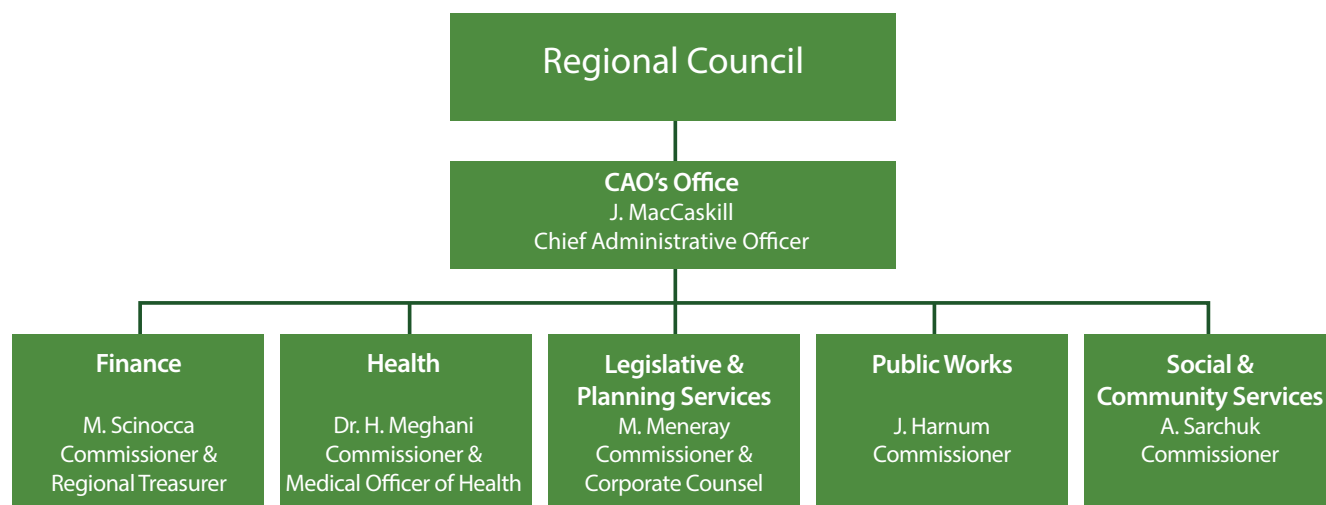 Regional Council
CAO's Office
J. MacCaskill
Chief Administrative Officer
Finance
M. Scinocca
Commissioner &
Regional Treasurer
Health
Dr. H. Meghani
Commissioner &
Medical Officer of Health
Legislative &
Planning Services
M. Meneray
Commissioner &
Corporate Counsel
Public Works
J. Harnum
Commissioner
Social &
Community Services
A. Sarchuk
Commissioner